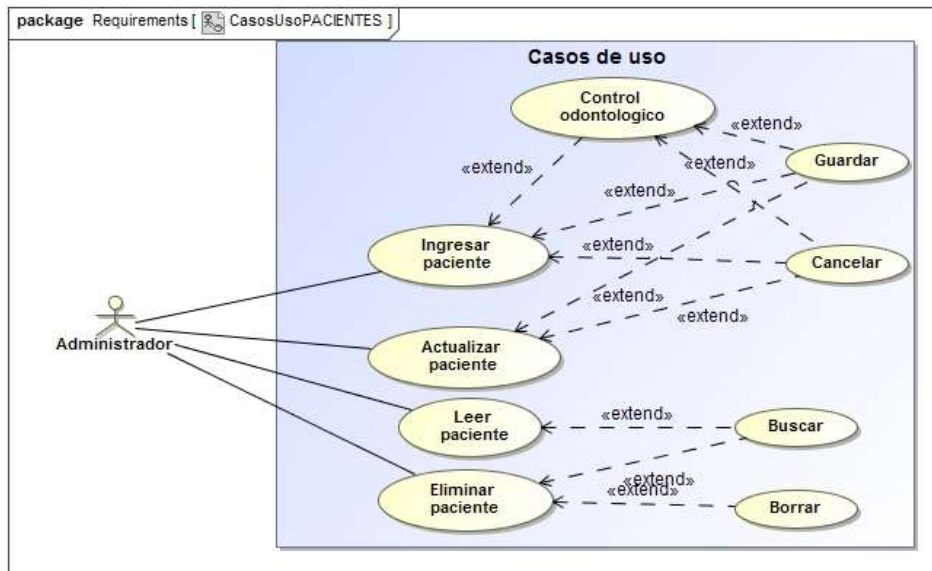 package Requirements [ CasosUsoPACIENTES ]
Casos de uso
Control
odontologico
«extend»
Guardar
«extend»
«extend»
«extend»
Ingresar
paciente
«extend»
Cancelar
Administrador
«extend»
«extend»
Actualizar
paciente
Leer
paciente
«extend»
Buscar
Eliminar
paciente
«extend»
«extend»
Borrar